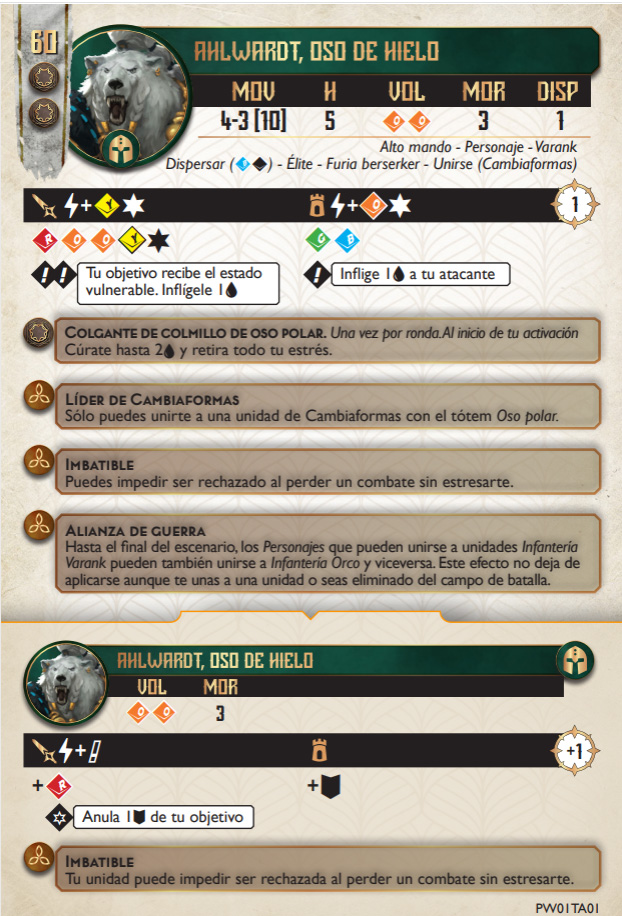 60
AHLWARDT, OSO DE HIELO
MOV H VOL MOR DISP
4-3 [10] 5 O O 3 1
Alto mando - Personaje - Varank
Dispersar ( ) - Élite - Furia berserker - Unirse (Cambiaformas)
+ Y + O 1
R O O Y G B
! ! Tu objetivo recibe el estado
vulnerable. Inflígele 1
! Inflige 1 a tu atacante
COLGANTE DE COLMILLO DE OSO POLAR. Una vez por ronda. Al inicio de tu activación
Cúrate hasta 2 y retira todo tu estrés.
LÍDER DE CAMBIAFORMAS
Sólo puedes unirte a una unidad de Cambiaformas con el tótem Oso polar.
IMBATIBLE
Puedes impedir ser rechazado al perder un combate sin estresarte.
ALIANZA DE GUERRA
Hasta el final del escenario, los Personajes que pueden unirse a unidades Infantería
Varank pueden también unirse a Infantería Orco y viceversa. Este efecto no deja de
aplicarse aunque te unas a una unidad o seas eliminado del campo de batalla.
AHLWARDT, OSO DE HIELO
VOL MOR
O O 3
+ ! +1
+ R +
Anula 1 de tu objetivo
IMBATIBLE
Tu unidad puede impedir ser rechazada al perder un combate sin estresarte.
PW01TA01